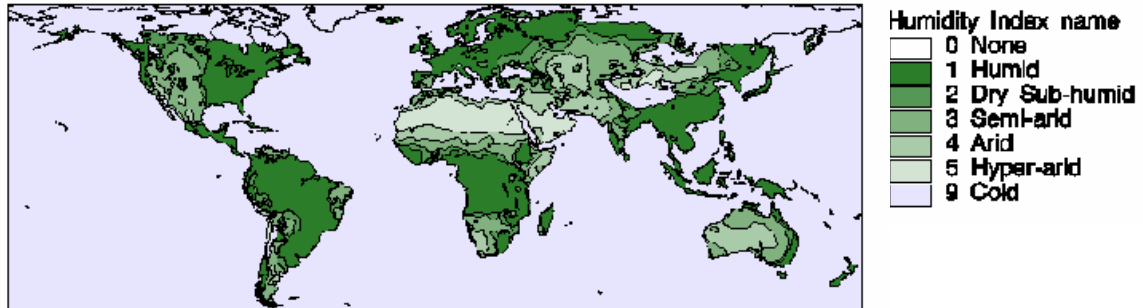 Humidity Index name
0 None
1 Humid
2 Dry Sub-humid
3 Semi-arid
4 Arid
5 Hyper-arid
9 Cold